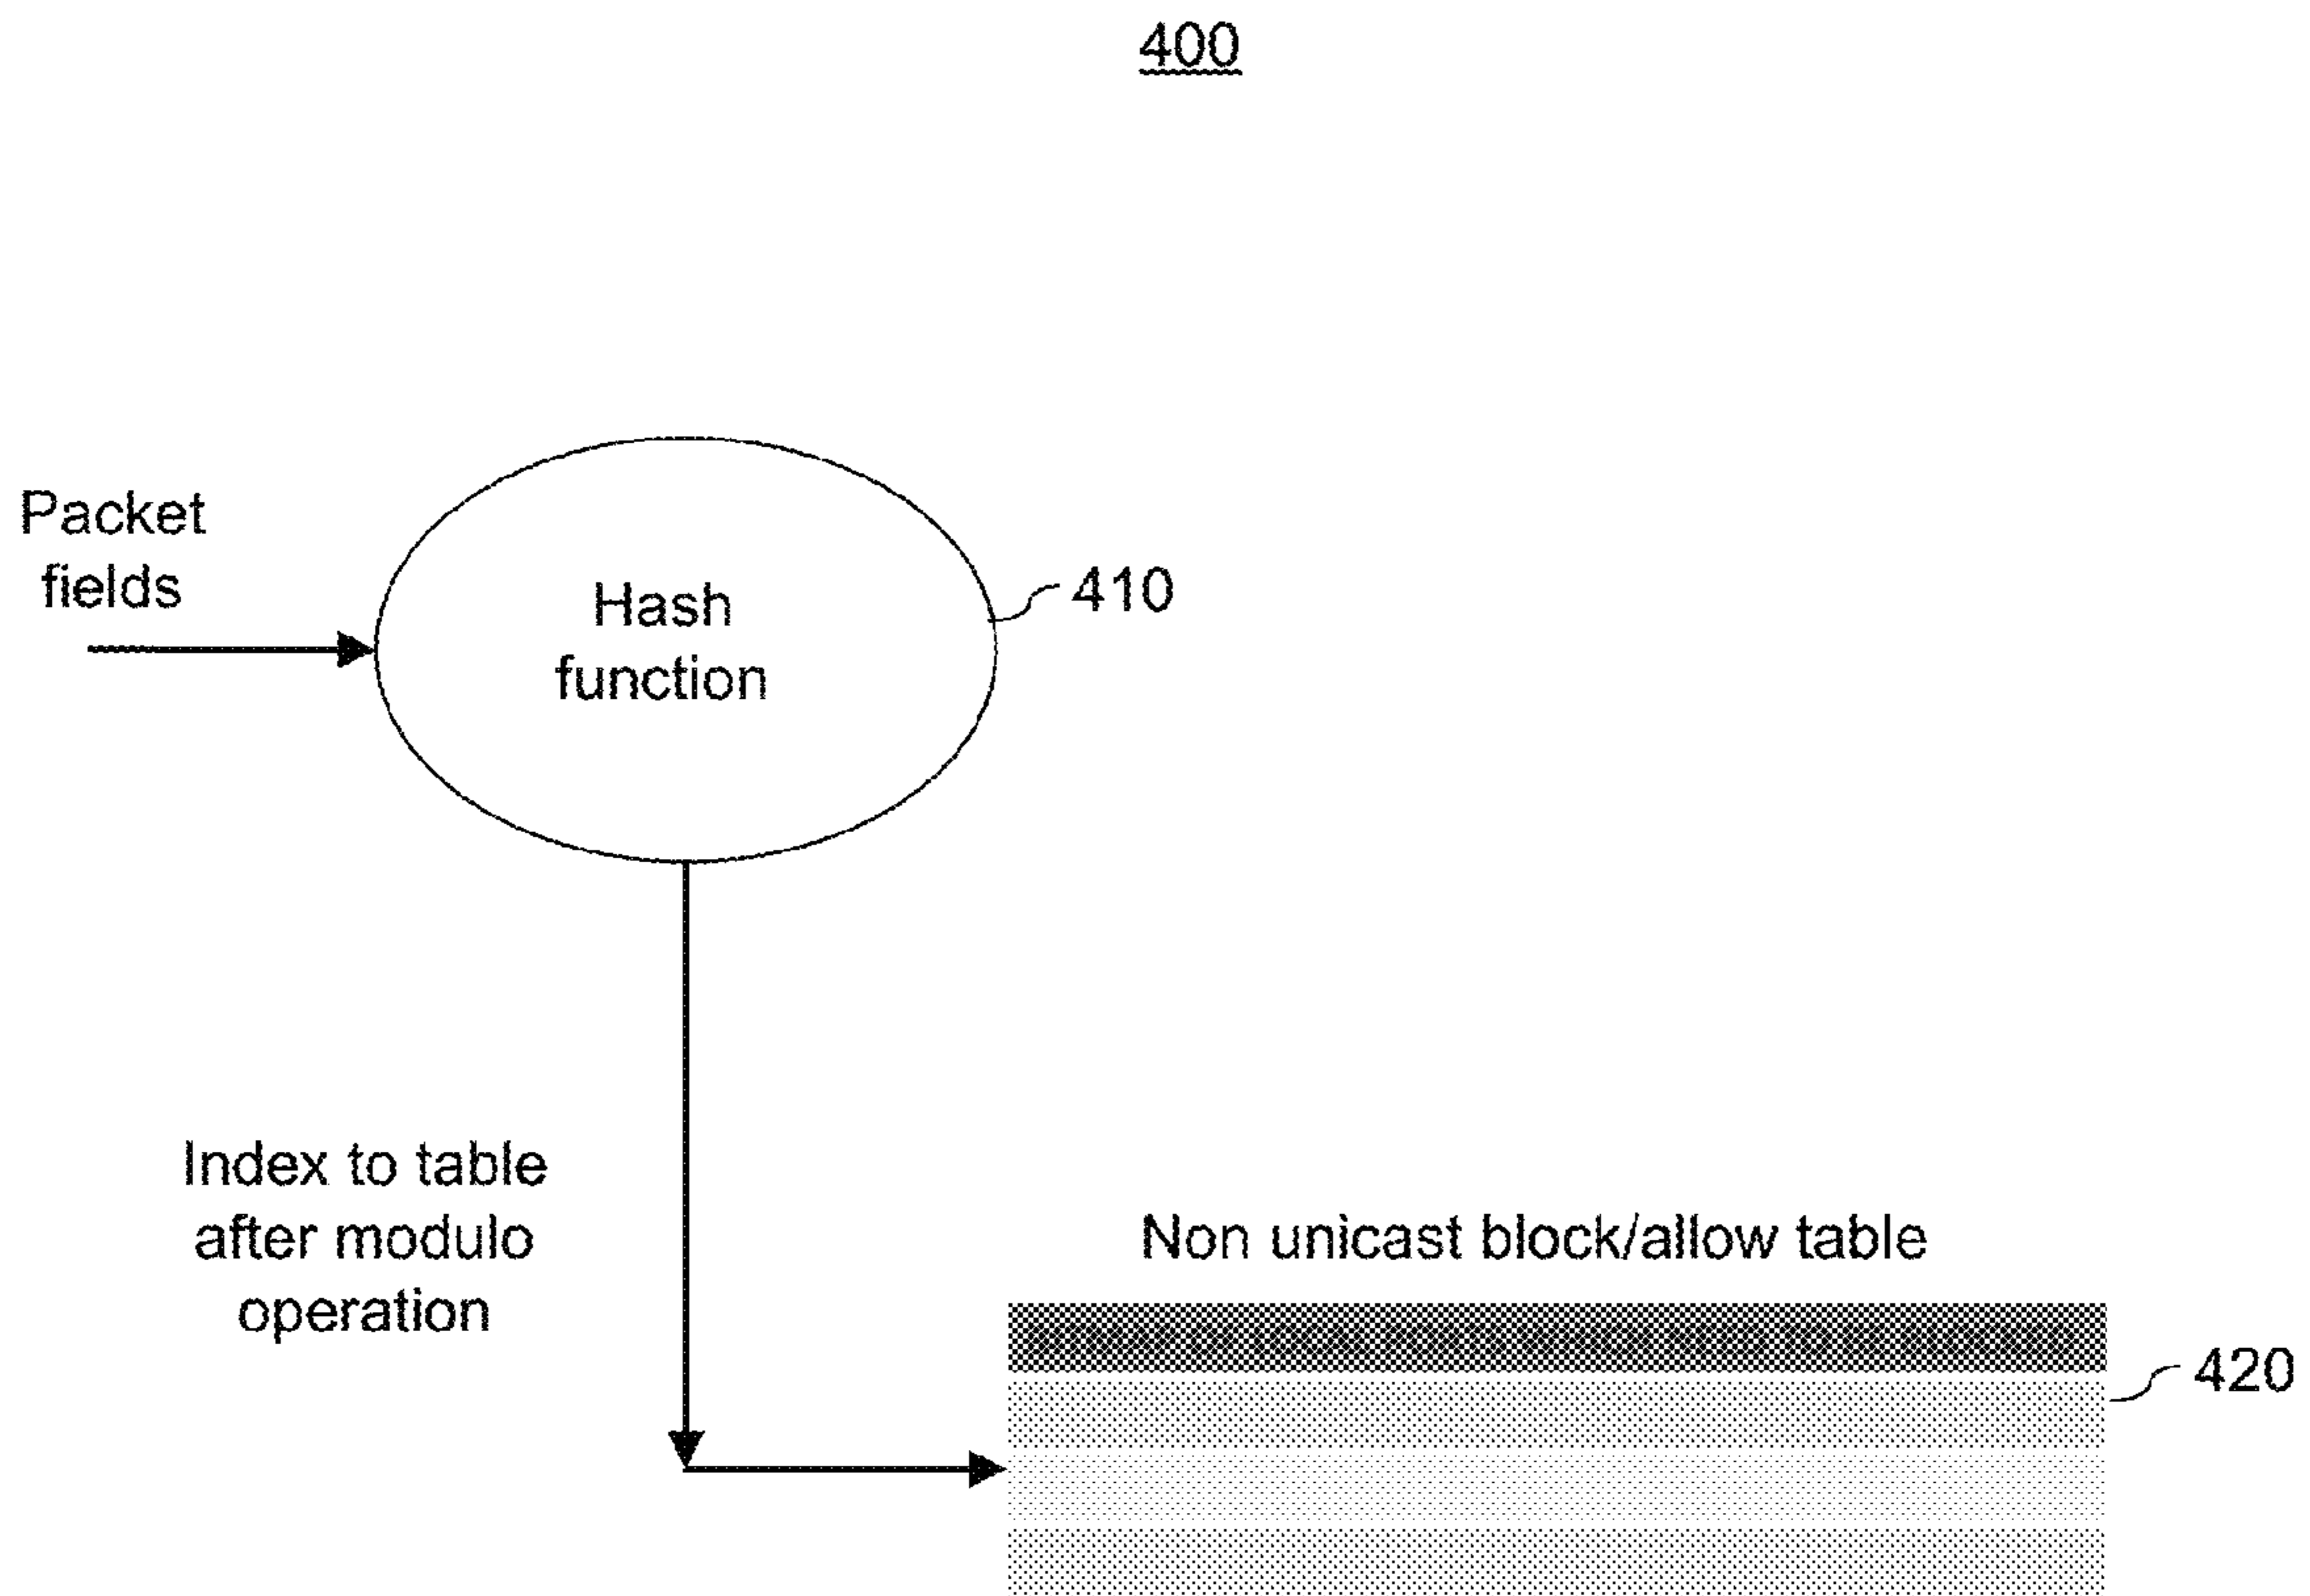 400
Packet
fields
Hash
function
410
Index to table
after modulo
operation
Non unicast block/allow table
420